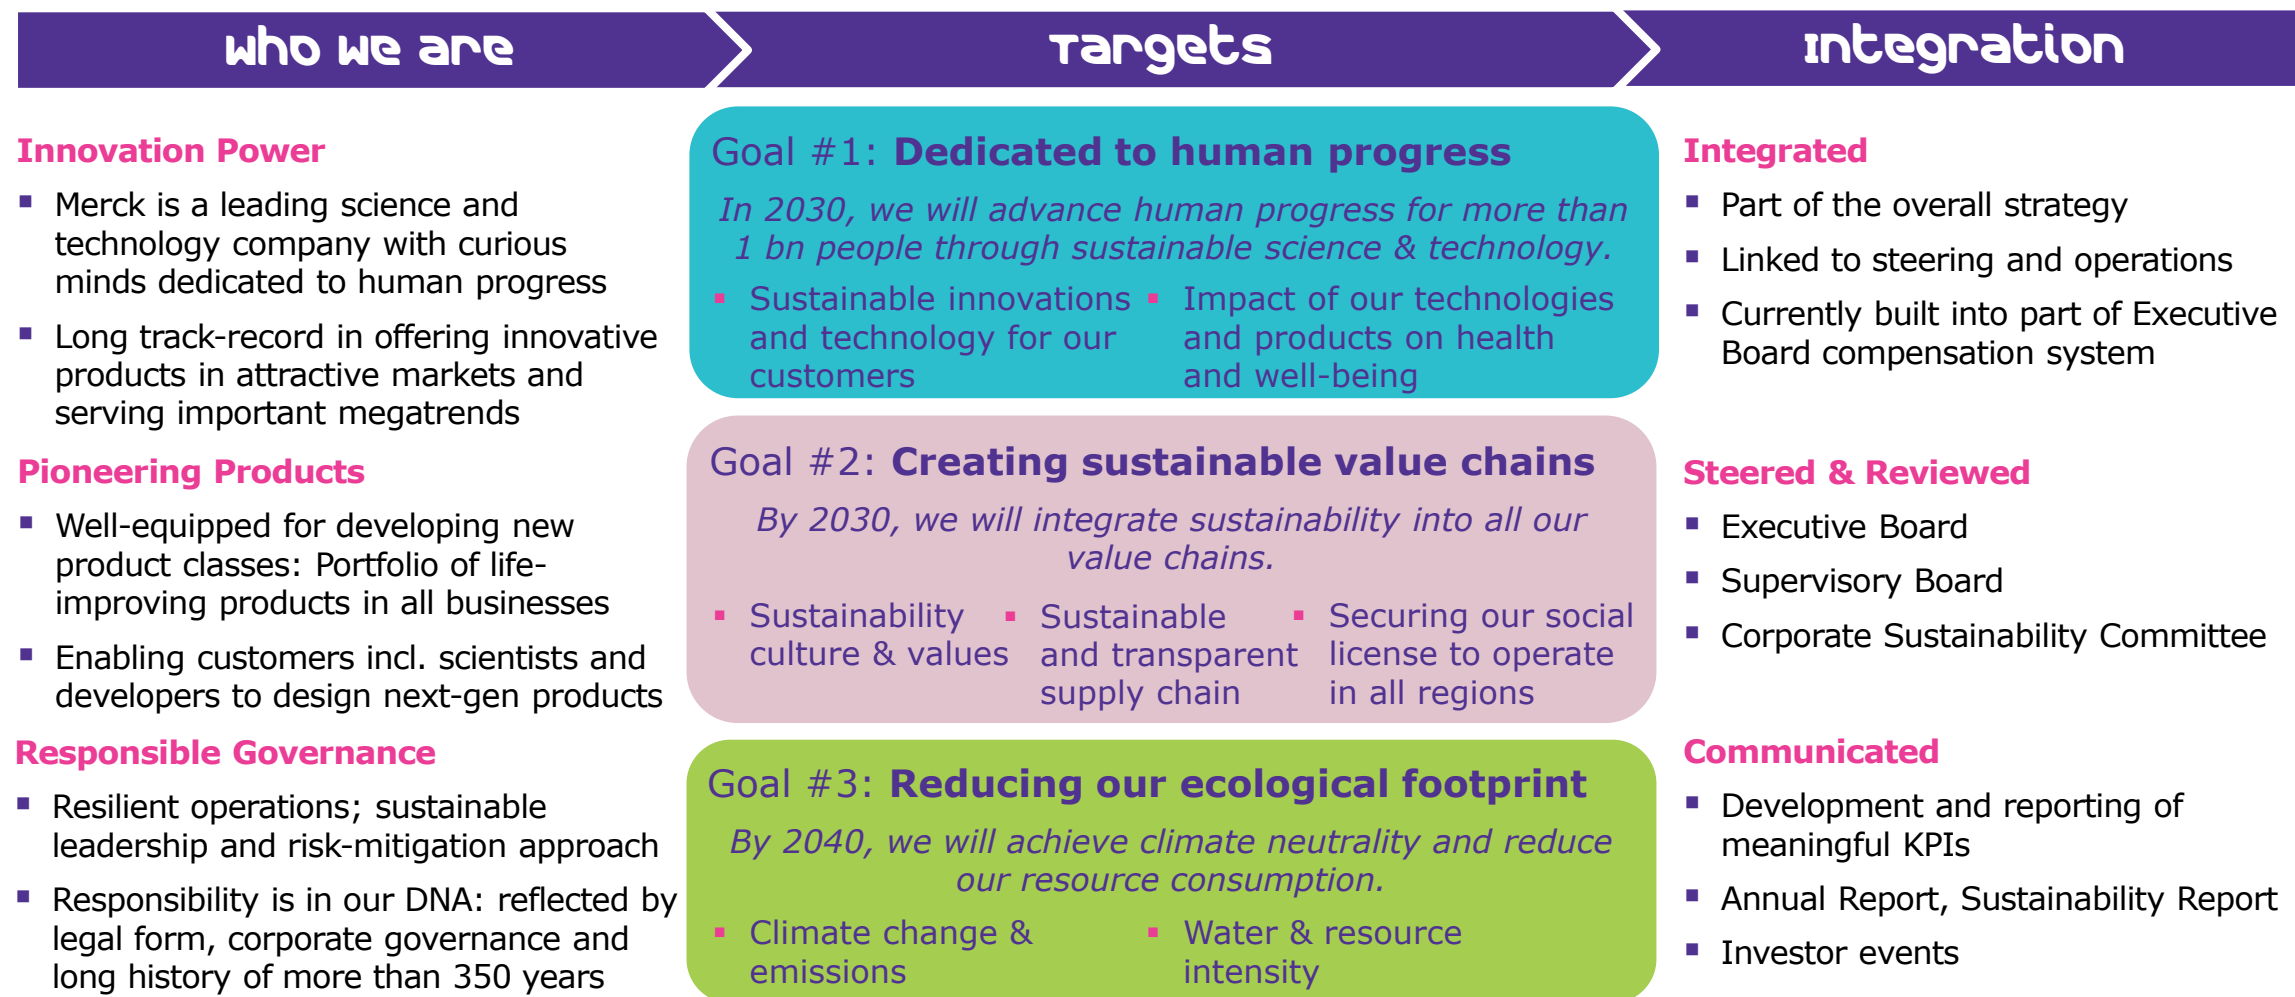 Who we are
Targets
Integration
Innovation Power
▪ Merck is a leading science and
technology company with curious
minds dedicated to human progress
▪ Long track-record in offering innovative
products in attractive markets and
serving important megatrends
Pioneering Products
▪ Well-equipped for developing new
product classes: Portfolio of life-
improving products in all businesses
▪ Enabling customers incl. scientists and
developers to design next-gen products
Responsible Governance
▪ Resilient operations; sustainable
leadership and risk-mitigation approach
▪ Responsibility is in our DNA: reflected by
legal form, corporate governance and
long history of more than 350 years
Goal #1: Dedicated to human progress
In 2030, we will advance human progress for more than
1 bn people through sustainable science & technology.
▪ Sustainable innovations
and technology for our
customers
▪ Impact of our technologies
and products on health
and well-being
Goal #2: Creating sustainable value chains
By 2030, we will integrate sustainability into all our
value chains.
▪ Sustainability
culture & values
▪ Sustainable
and transparent
supply chain
▪ Securing our social
license to operate
in all regions
Goal #3: Reducing our ecological footprint
By 2040, we will achieve climate neutrality and reduce
our resource consumption.
▪ Climate change &
emissions
▪ Water & resource
intensity
Integrated
▪ Part of the overall strategy
▪ Linked to steering and operations
▪ Currently built into part of Executive
Board compensation system
Steered & Reviewed
▪ Executive Board
▪ Supervisory Board
▪ Corporate Sustainability Committee
Communicated
▪ Development and reporting of
meaningful KPIs
▪ Annual Report, Sustainability Report
▪ Investor events